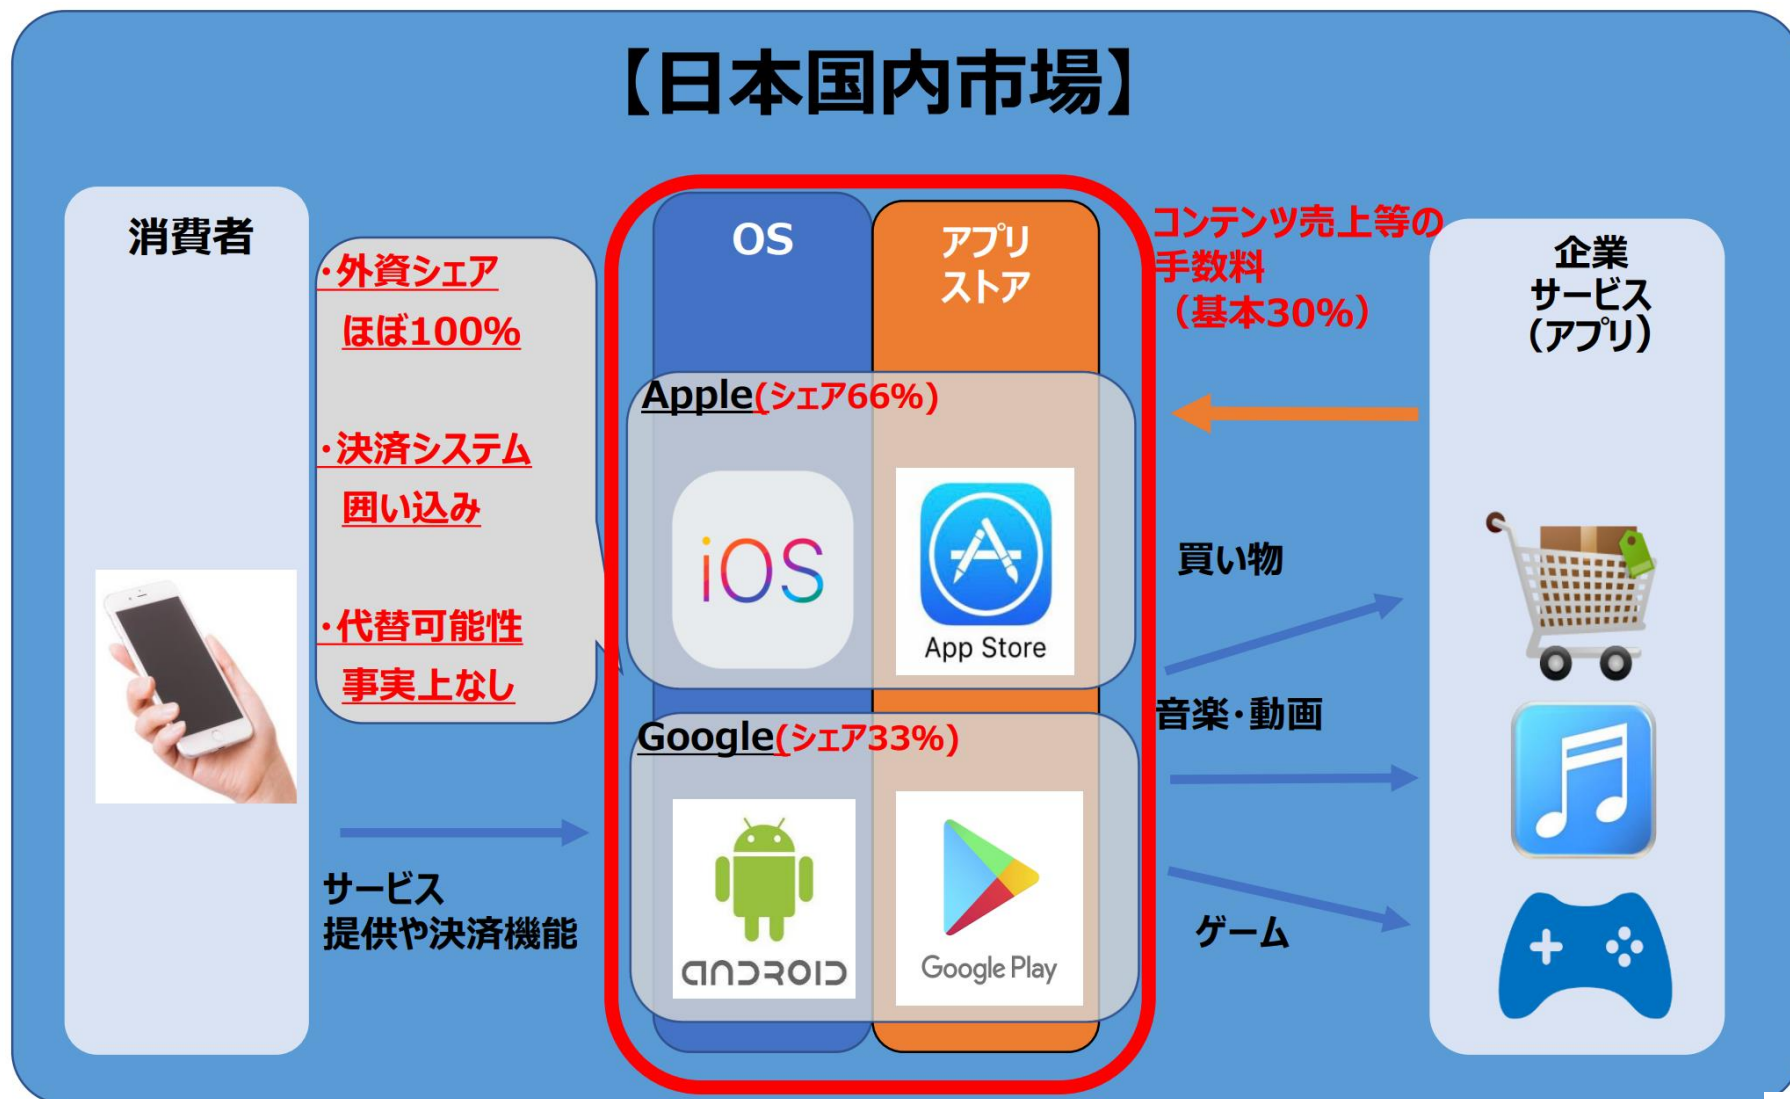 【日本国内市場】
消費者
・外資シェア
ほぼ100%
・決済システム
囲い込み
・代替可能性
事実上なし
サービス
提供や決済機能
OS
アプリ
ストア
Apple(シェア66%)
iOS
App Store
Google(シェア33%)
ANDROID
Google Play
コンテンツ売上等の
手数料
（基本30%）
買い物
音楽・動画
ゲーム
企業
サービス
(アプリ)